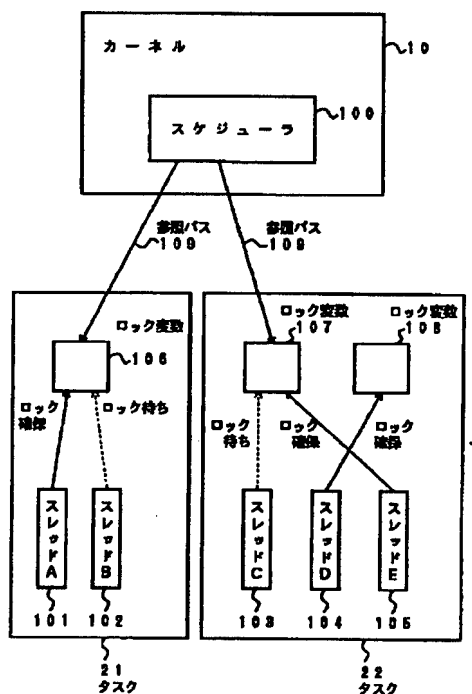 カーネル
10
スケジューラ
100
参照パス
109
参照パス
109
ロック変数
106
ロック変数
107
ロック変数
108
ロック
確保
ロック待ち
ロック
待ち
ロック
確保
ロック
確保
スレッドA
スレッドB
スレッドC
スレッドD
スレッドE
101
102
103
104
105
21
タスク
22
タスク